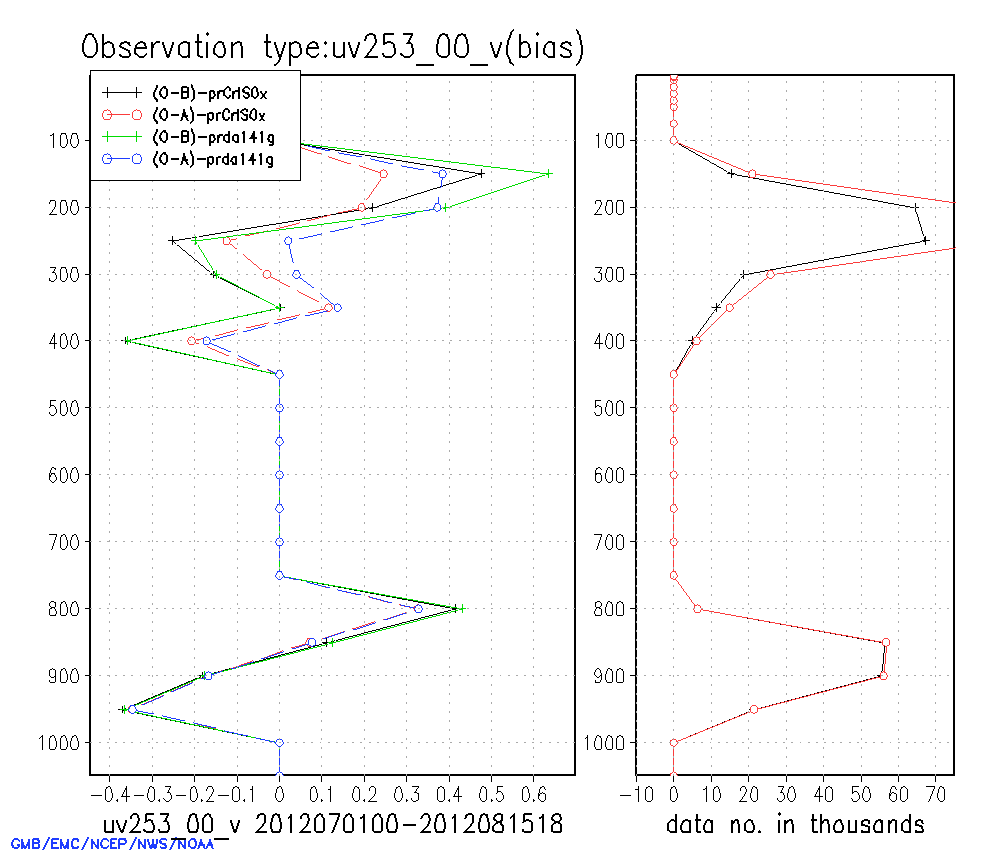 Observation type:uv253_00_v(bias)
(O-B)-prCrISOx
(O-A)-prCrISOx
(O-B)-prda141g
(O-A)-prda141g
100
200
300
400
500
600
700
800
900
1000
-0.4 -0.3 -0.2 -0.1 0 0.1 0.2 0.3 0.4 0.5 0.6
uv253_00_v 2012070100-2012081518
100
200
300
400
500
600
700
800
900
1000
-10 0 10 20 30 40 50 60 70
data no. in thousands
GMB/EMC/NCEP/NWS/NOAA